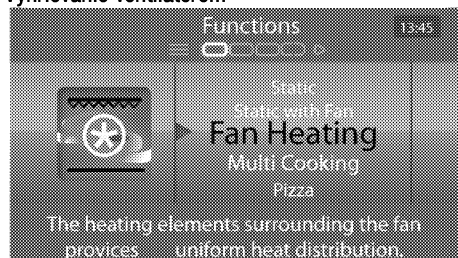 Functions
13:45
Static
Static with Fan
Fan Heating
Multi Cooking
Pizza
The heating elements surrounding the fan
provices uniform heat distribution.